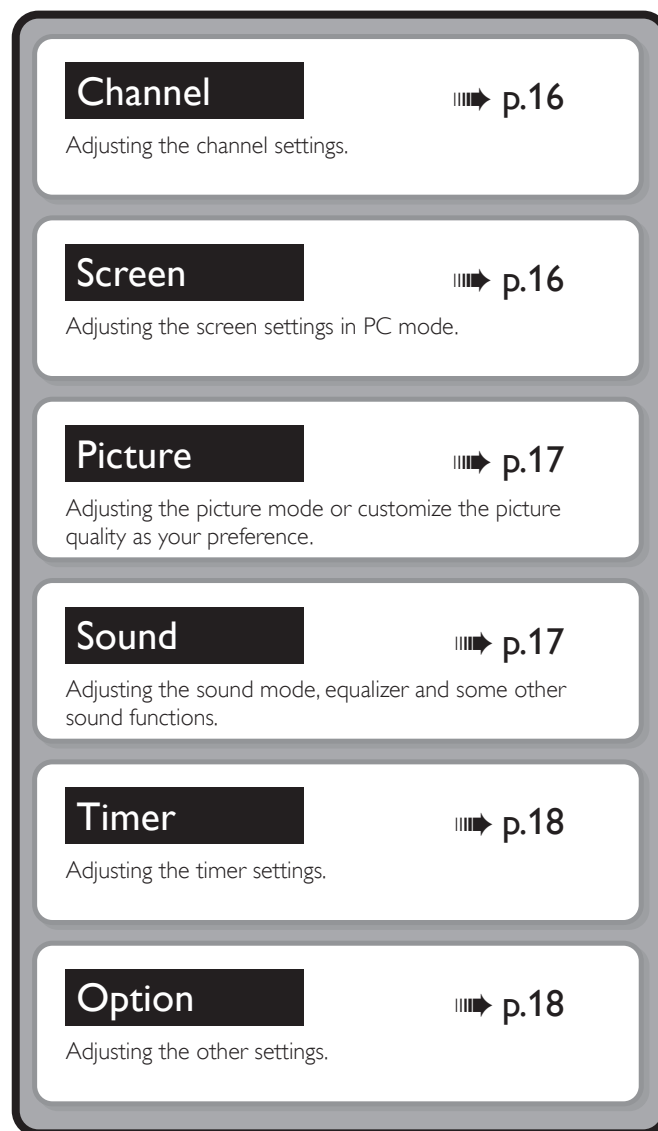 Channel
p.16
Adjusting the channel settings.
Screen
p.16
Adjusting the screen settings in PC mode.
Picture
p.17
Adjusting the picture mode or customize the picture
quality as your preference.
Sound
p.17
Adjusting the sound mode, equalizer and some other
sound functions.
Timer
p.18
Adjusting the timer settings.
Option
p.18
Adjusting the other settings.